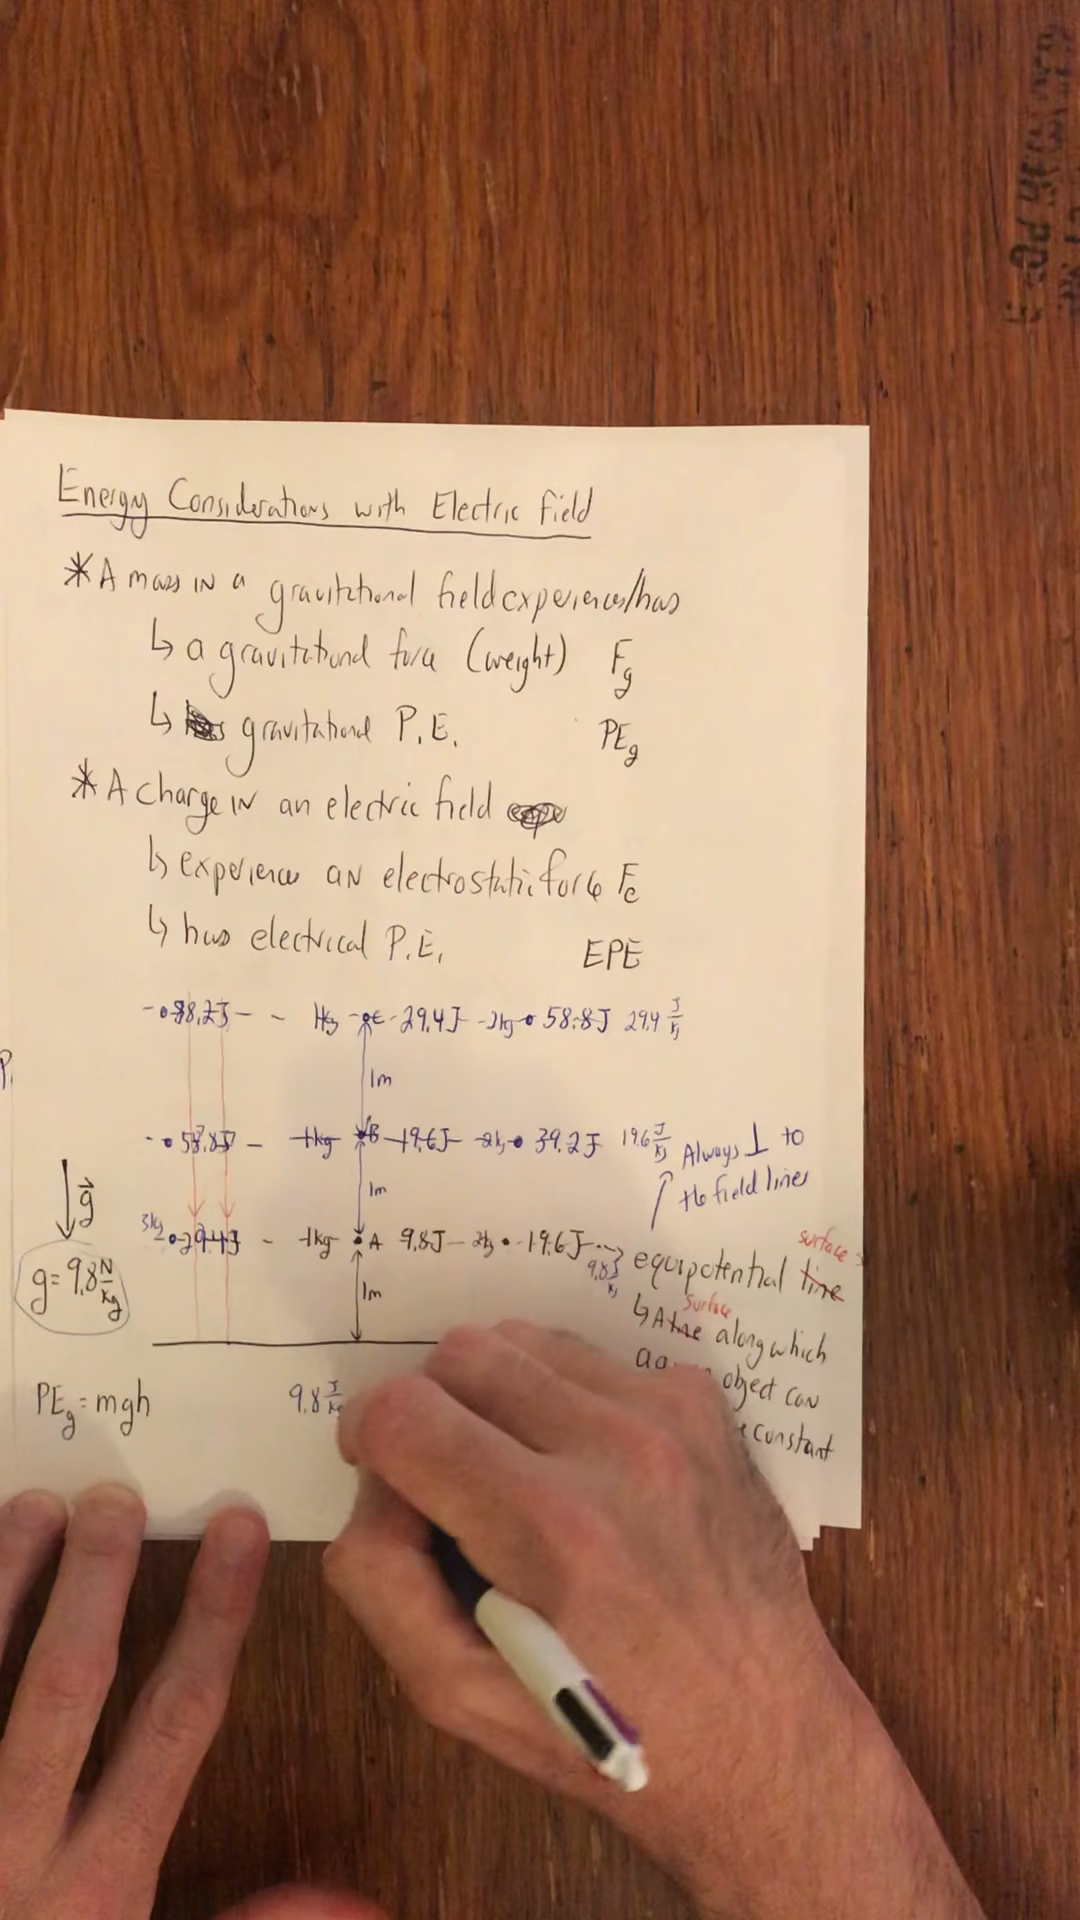 Energy Considerations with Electric Field
* A mass in a gravitational field experiences/has
↳ a gravitational force (weight) Fg
↳ gravitational P.E. PEg
* A charge in an electric field
↳ experience an electrostatic force Fe
↳ has electrical P.E. EPE
88.2J 1kg C 29.4J 2kg 58.8J 29.4 J/kg
1m
58.8J 1kg B 19.6J 2kg 39.2J 19.6 J/kg Always ⊥ to
the field lines
1m
g
3kg 29.4J 1kg A 9.8J 2kg 19.6J 9.8 J/kg
surface
equipotential line
1m
g = 9.8 N/kg
surface
↳ A line along which
object can
constant
PEg = mgh 9.8 J/kg